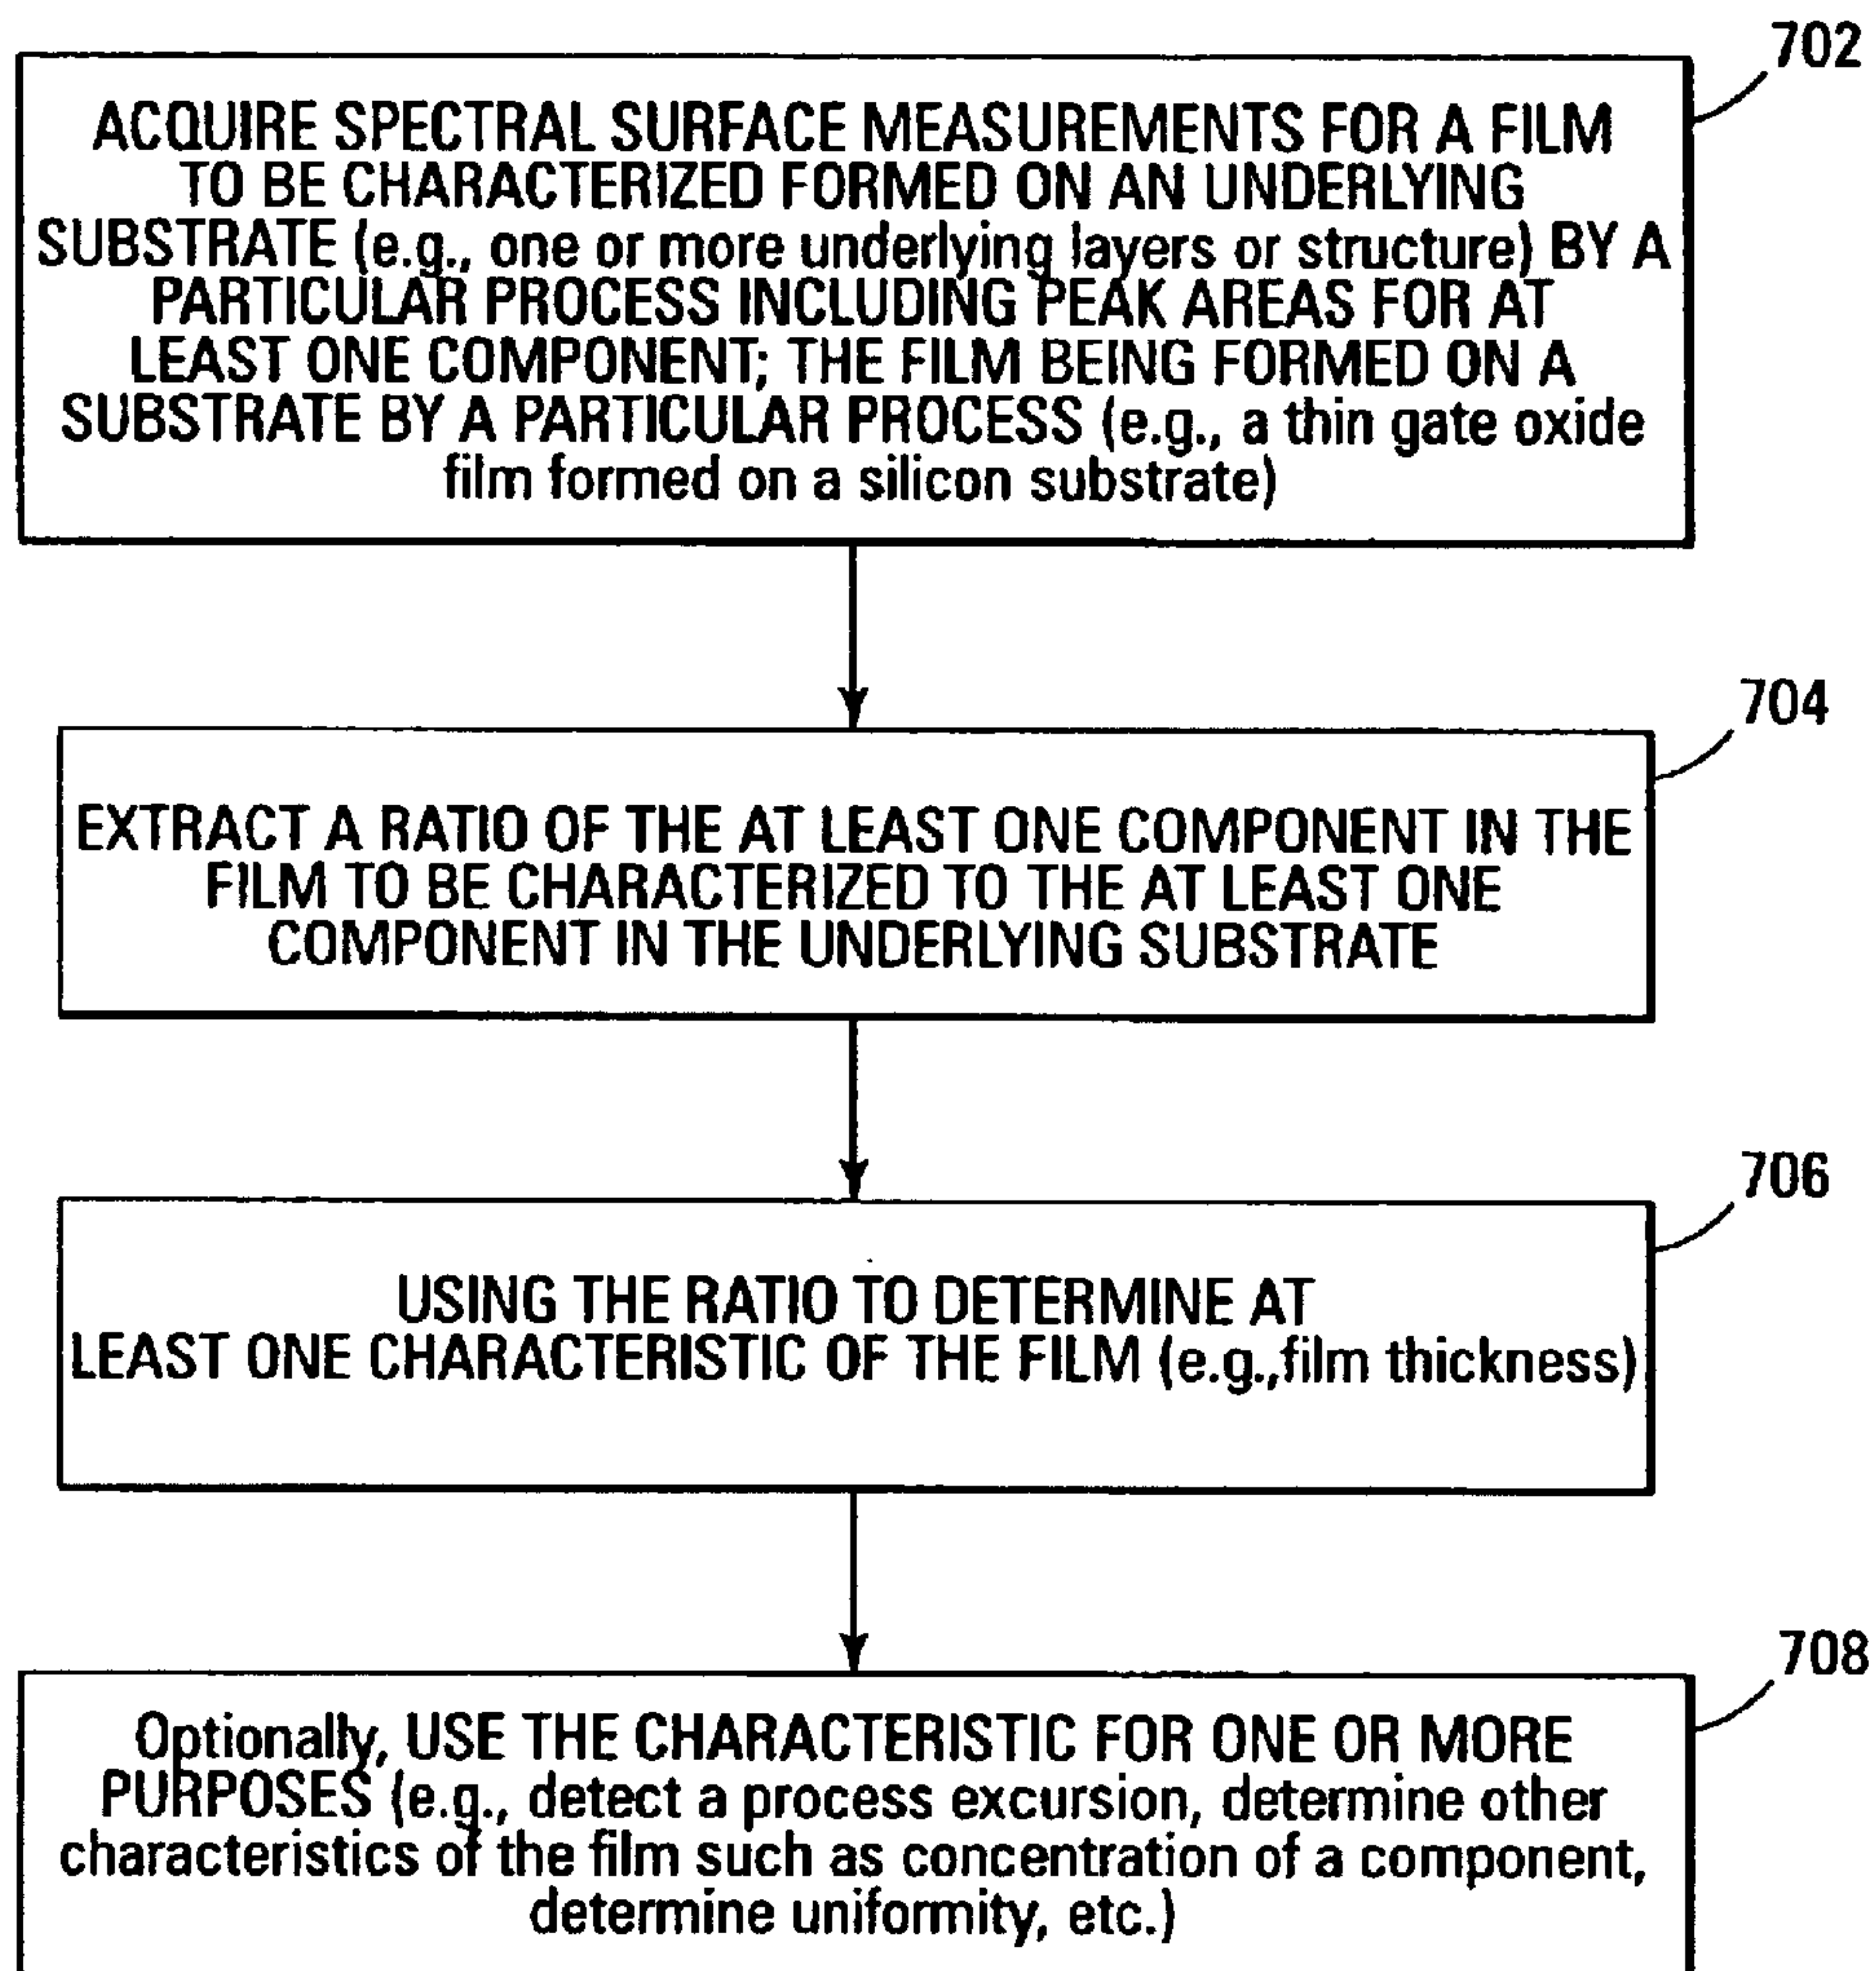 702
ACQUIRE SPECTRAL SURFACE MEASUREMENTS FOR A FILM
TO BE CHARACTERIZED FORMED ON AN UNDERLYING
SUBSTRATE (e.g., one or more underlying layers or structure) BY A
PARTICULAR PROCESS INCLUDING PEAK AREAS FOR AT
LEAST ONE COMPONENT; THE FILM BEING FORMED ON A
SUBSTRATE BY A PARTICULAR PROCESS (e.g., a thin gate oxide
film formed on a silicon substrate)
704
EXTRACT A RATIO OF THE AT LEAST ONE COMPONENT IN THE
FILM TO BE CHARACTERIZED TO THE AT LEAST ONE
COMPONENT IN THE UNDERLYING SUBSTRATE
706
USING THE RATIO TO DETERMINE AT
LEAST ONE CHARACTERISTIC OF THE FILM (e.g.,film thickness)
708
Optionally, USE THE CHARACTERISTIC FOR ONE OR MORE
PURPOSES (e.g., detect a process excursion, determine other
characteristics of the film such as concentration of a component,
determine uniformity, etc.)